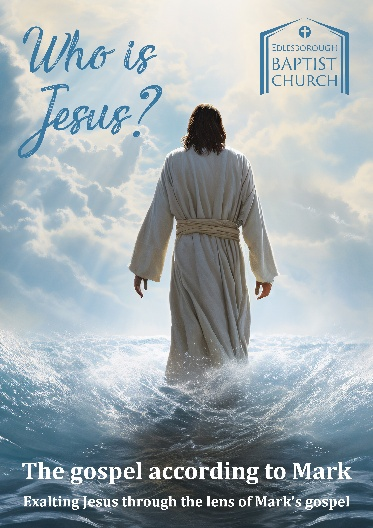 Who is
Jesus?
EDLESBOROUGH
BAPTIST
CHURCH
The gospel according to Mark
Exalting Jesus through the lens of Mark's gospel